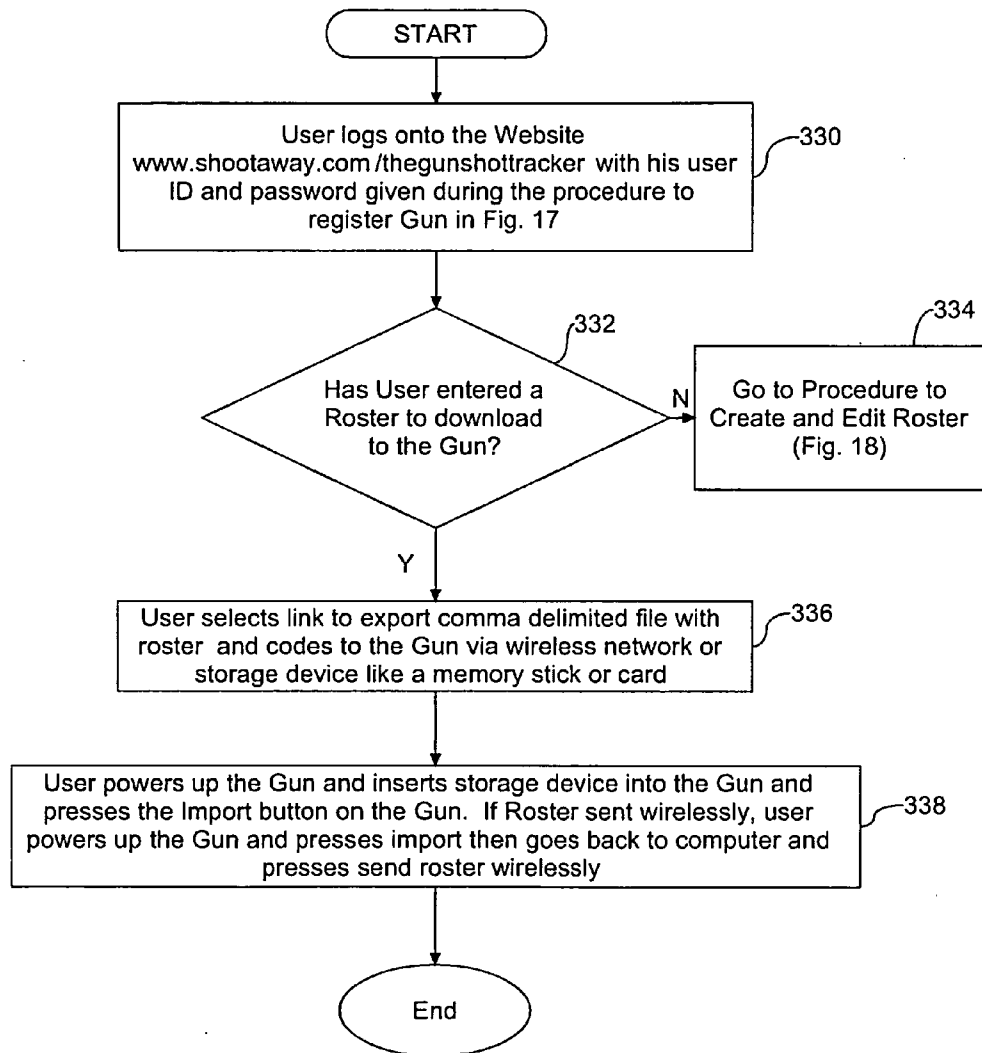 START
User logs onto the Website
www.shootaway.com/thegunshottracker with his user
ID and password given during the procedure to
register Gun in Fig. 17
330
332
Has User entered a
Roster to download
to the Gun?
N
334
Go to Procedure to
Create and Edit Roster
(Fig. 18)
Y
User selects link to export comma delimited file with
roster and codes to the Gun via wireless network or
storage device like a memory stick or card
336
User powers up the Gun and inserts storage device into the Gun and
presses the Import button on the Gun. If Roster sent wirelessly, user
powers up the Gun and presses import then goes back to computer and
presses send roster wirelessly
338
End